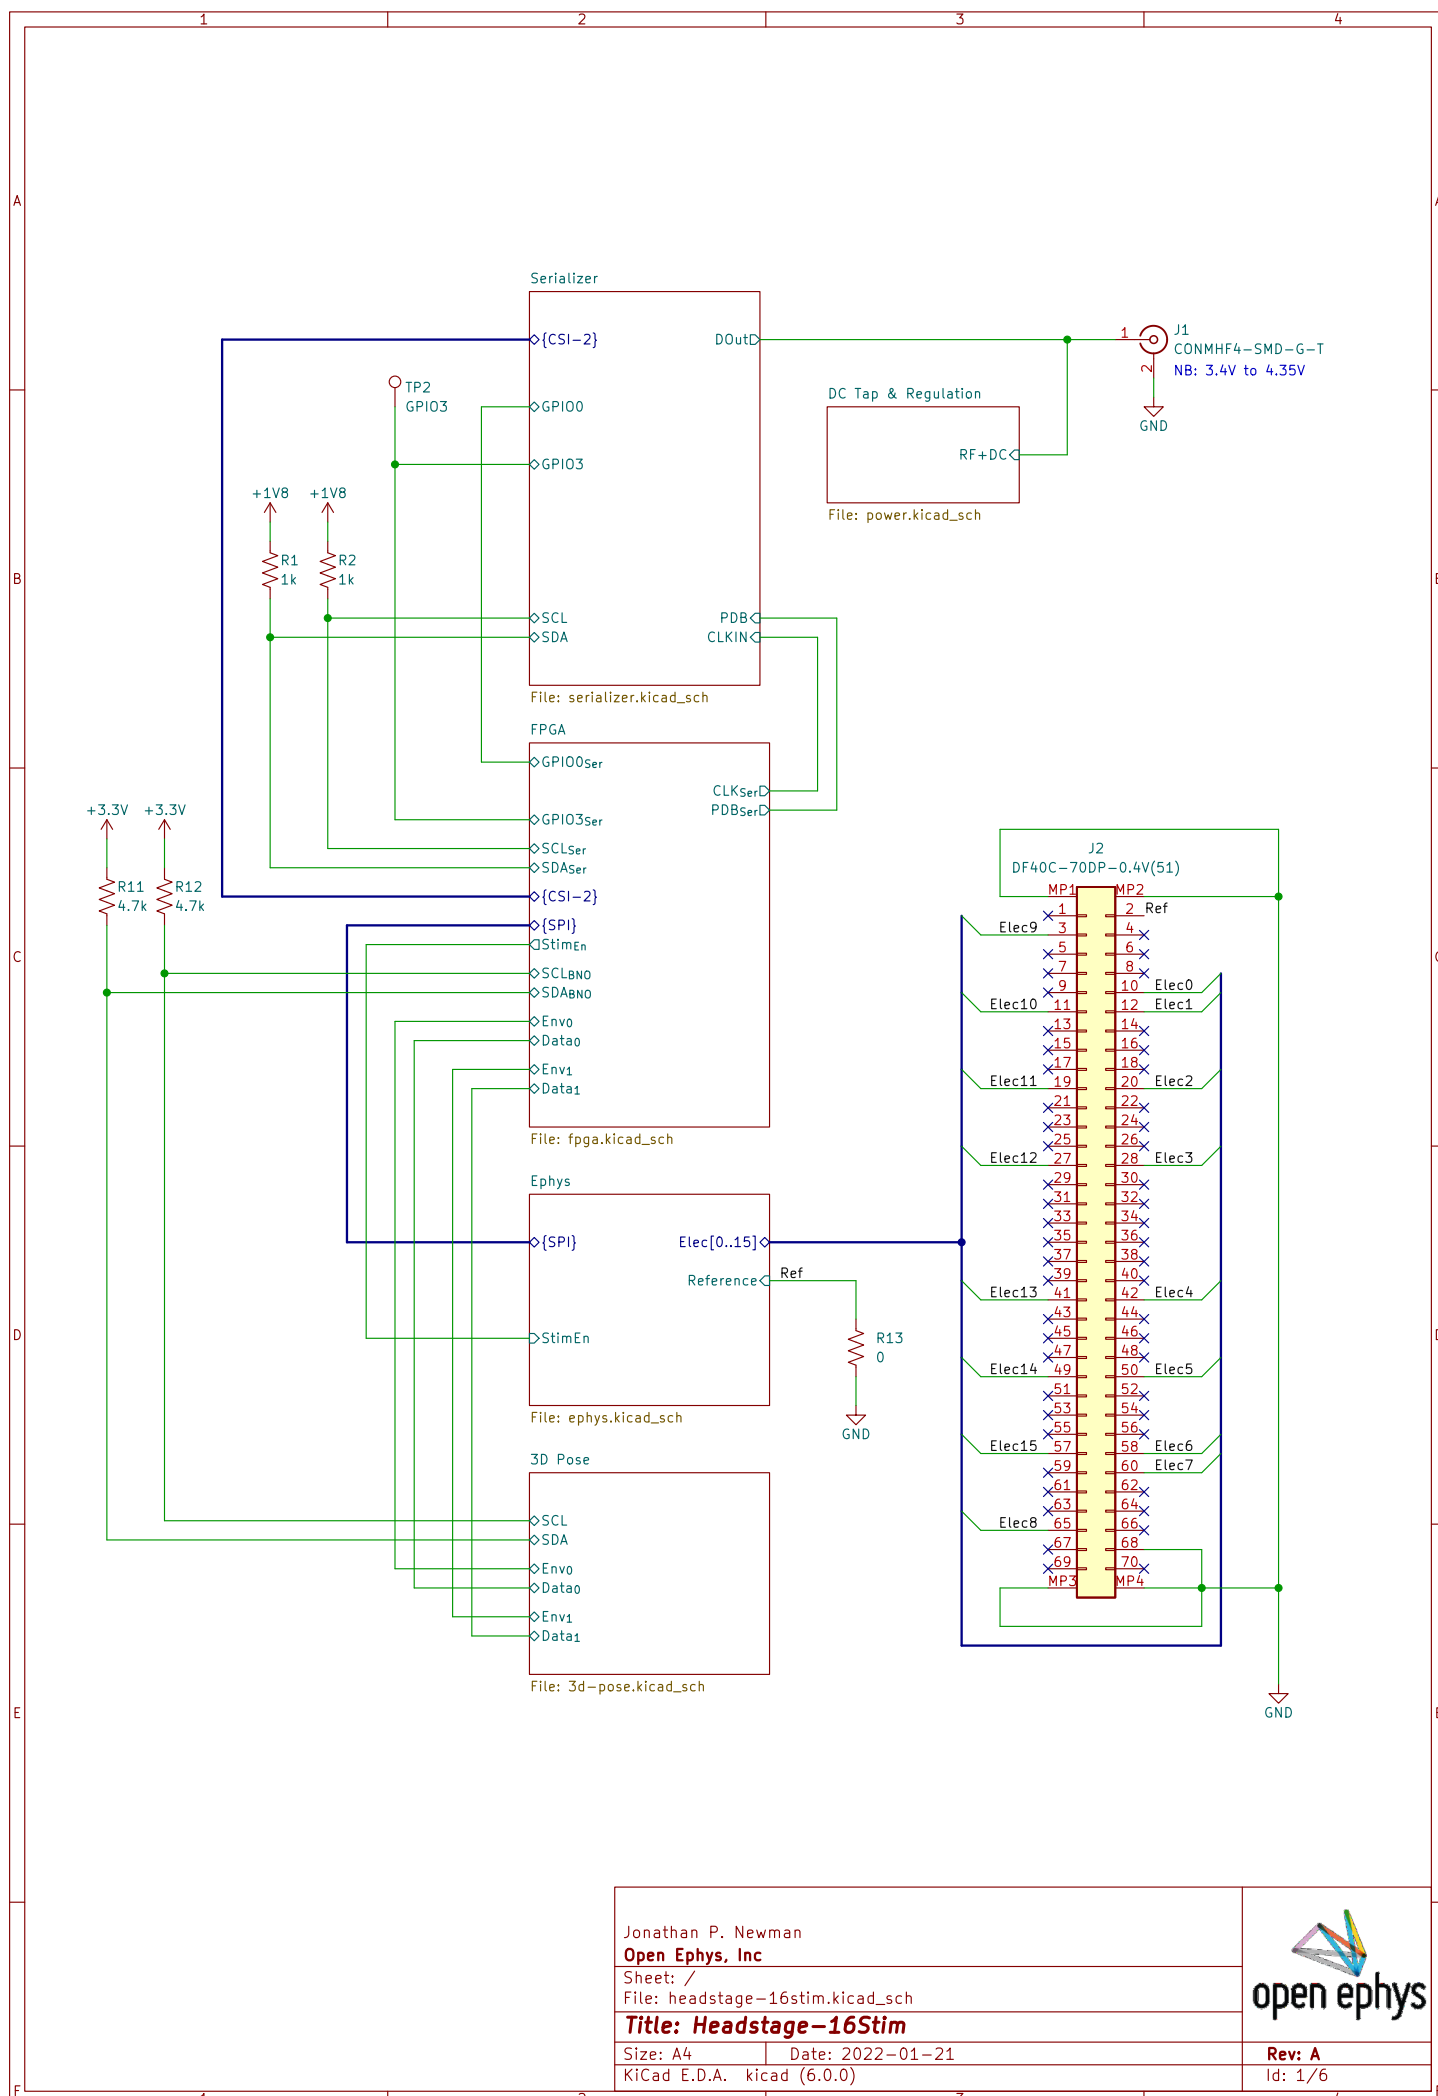 1 2 3 4
A
Serializer
{CSI-2} DOut
1 J1
CONMHF4-SMD-G-T
NB: 3.4V to 4.35V
2
GND
TP2
GPIO3
GPIO0
GPIO3
DC Tap & Regulation
RF+DC
File: power.kicad_sch
+1V8 +1V8
R1 R2
1k 1k
B
SCL PDB
SDA CLKIN
File: serializer.kicad_sch
FPGA
GPIO0Ser
CLKSer
PDBSer
GPIO3Ser
SCLSer
SDASer
{CSI-2}
{SPI}
StimEn
SCLBNO
SDABNO
Env0
Data0
Env1
Data1
File: fpga.kicad_sch
+3.3V +3.3V
R11 R12
4.7k 4.7k
C
J2
DF40C-70DP-0.4V(51)
MP1 MP2
1 2 Ref
Elec9 3 4
5 6
7 8
9 10 Elec0
Elec10 11 12 Elec1
13 14
15 16
17 18
Elec11 19 20 Elec2
21 22
23 24
25 26
Elec12 27 28 Elec3
29 30
31 32
33 34
35 36
37 38
39 40
Elec13 41 42 Elec4
43 44
45 46
47 48
Elec14 49 50 Elec5
51 52
53 54
55 56
Elec15 57 58 Elec6
59 60 Elec7
61 62
63 64
Elec8 65 66
67 68
69 70
MP3 MP4
GND
Ephys
{SPI} Elec[0..15]
Reference Ref
StimEn
R13
0
GND
File: ephys.kicad_sch
D
3D Pose
SCL
SDA
Env0
Data0
Env1
Data1
File: 3d-pose.kicad_sch
E
Jonathan P. Newman
Open Ephys, Inc
Sheet: /
File: headstage-16stim.kicad_sch
Title: Headstage-16Stim
Size: A4 Date: 2022-01-21 Rev: A
KiCad E.D.A. kicad (6.0.0) Id: 1/6
open ephys